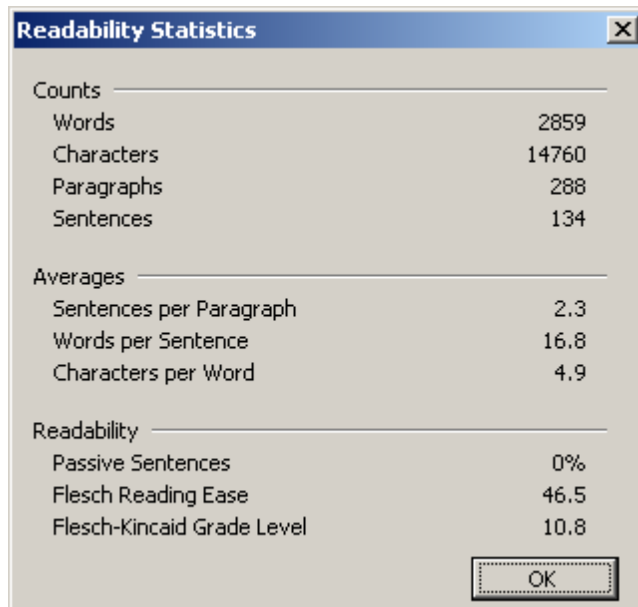 Readability Statistics
Counts
Words 2859
Characters 14760
Paragraphs 288
Sentences 134
Averages
Sentences per Paragraph 2.3
Words per Sentence 16.8
Characters per Word 4.9
Readability
Passive Sentences 0%
Flesch Reading Ease 46.5
Flesch-Kincaid Grade Level 10.8
OK